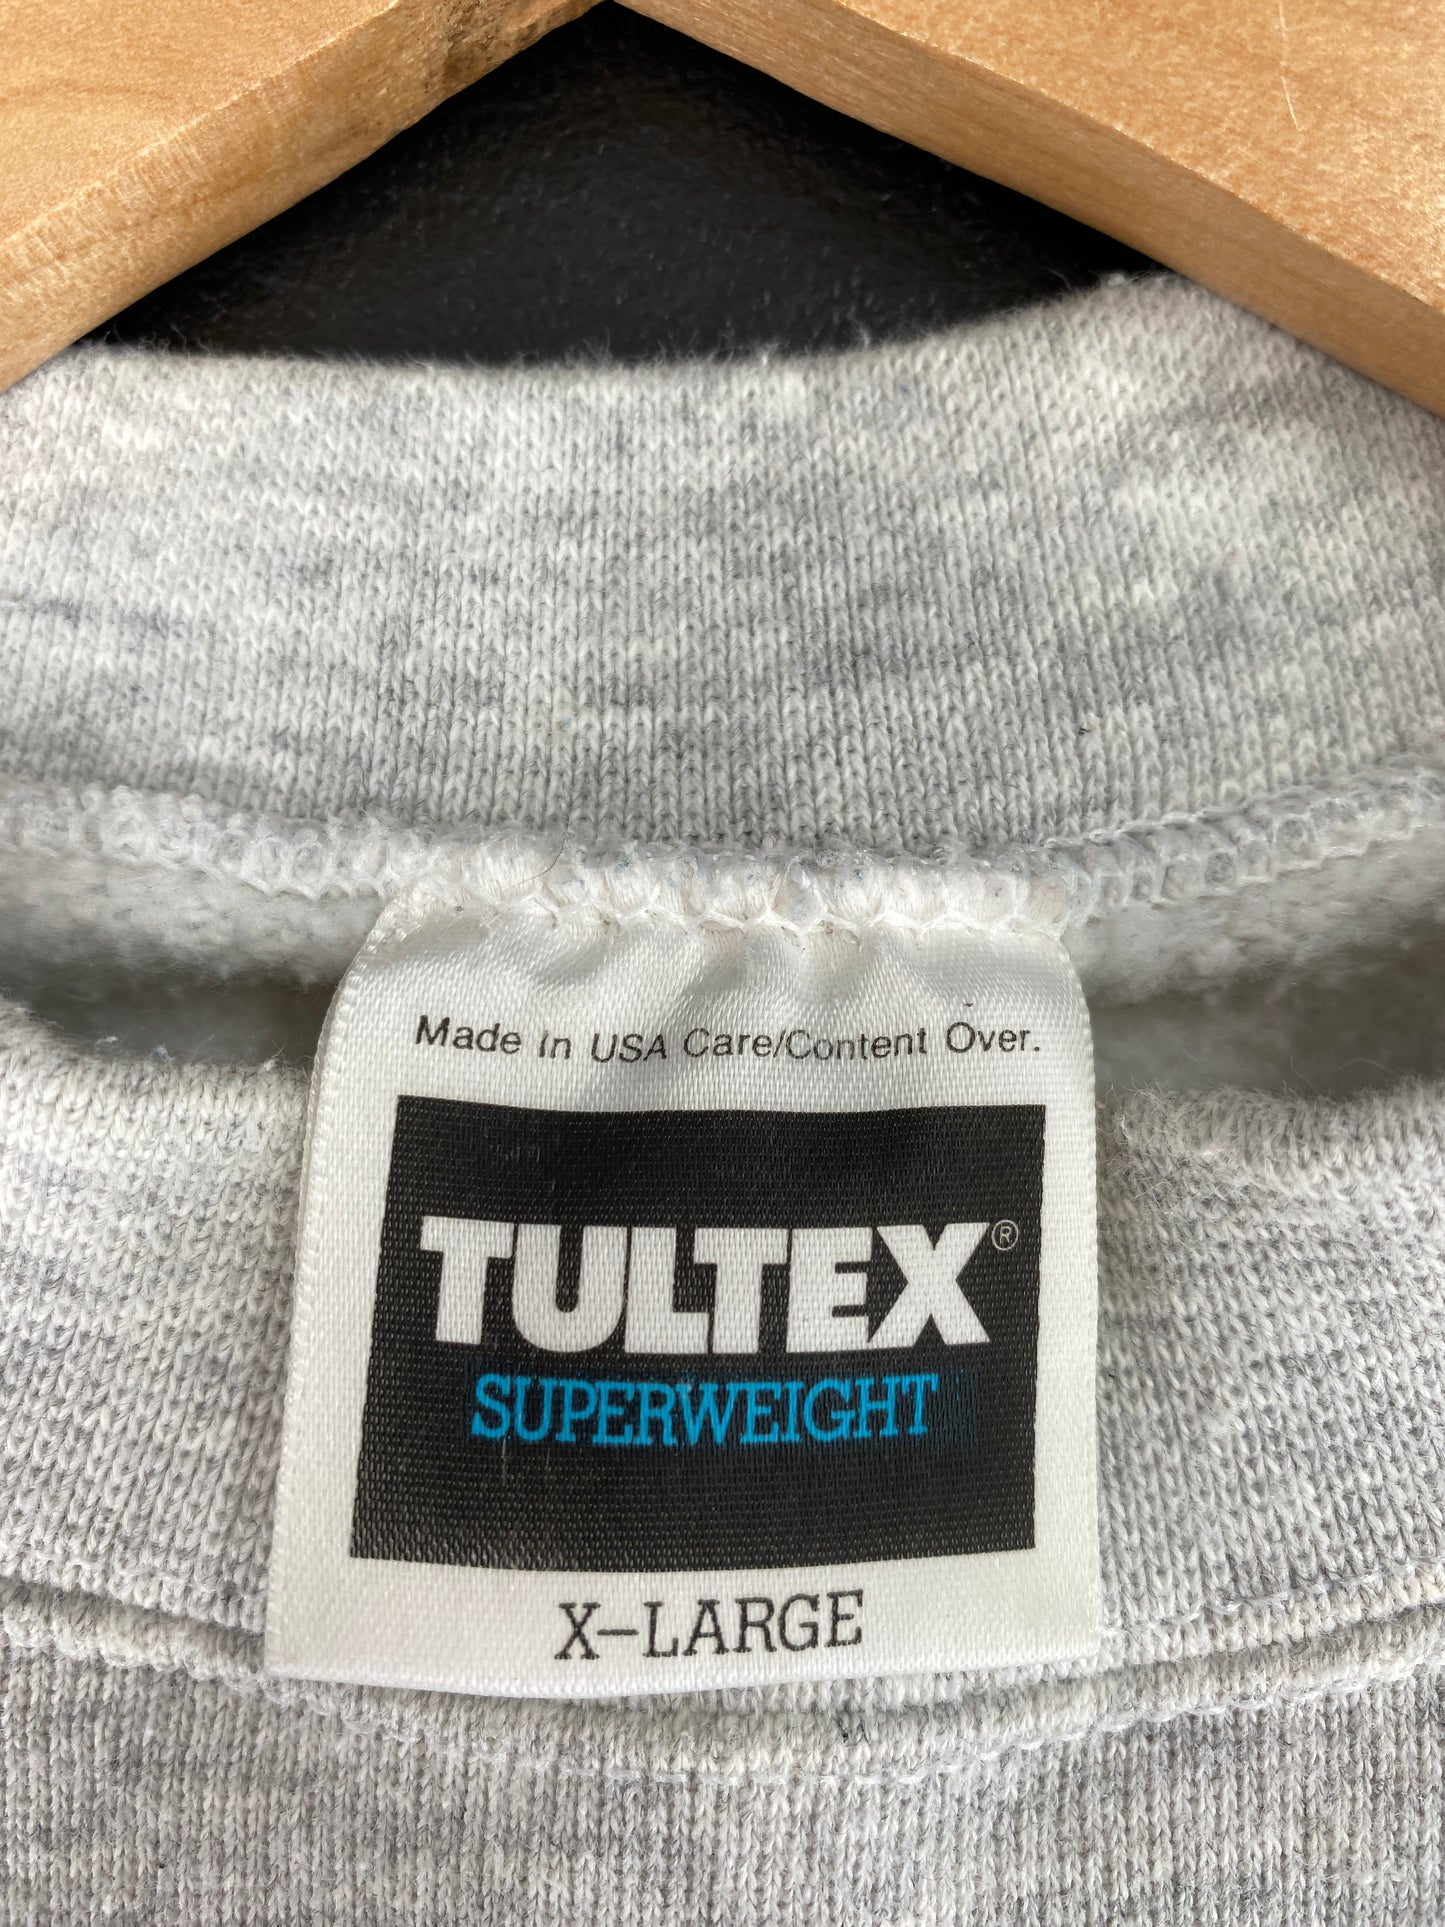 Made In USA Care/Content Over.
TULTEX®
SUPERWEIGHT
X-LARGE